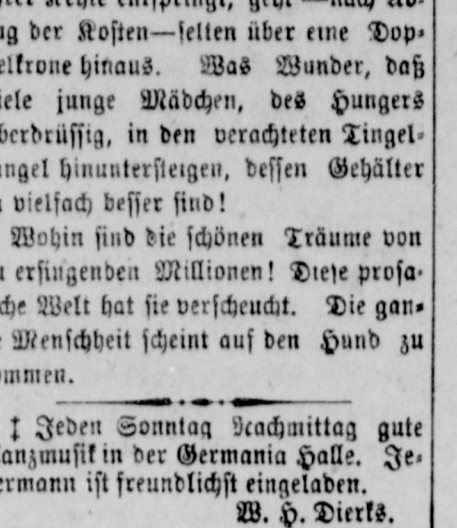 ug der Kosten—selten über eine Dop-
elkrone hinaus. Was Wunder, daß
iele junge Mädchen, des Hungers
berdrüssig, in den verachteten Tingel-
angel hinuntersteigen, dessen Gehälter
vielfach besser sind!
Wohin sind die schönen Träume von
u ersingenden Millionen! Diese prosa-
che Welt hat sie verscheucht. Die gan-
e Menschheit scheint auf den Hund zu
ommen.
‡ Jeden Sonntag Nachmittag gute
anzmusik in der Germania Halle. Je-
ermann ist freundlichst eingeladen.
W. H. Dierks.